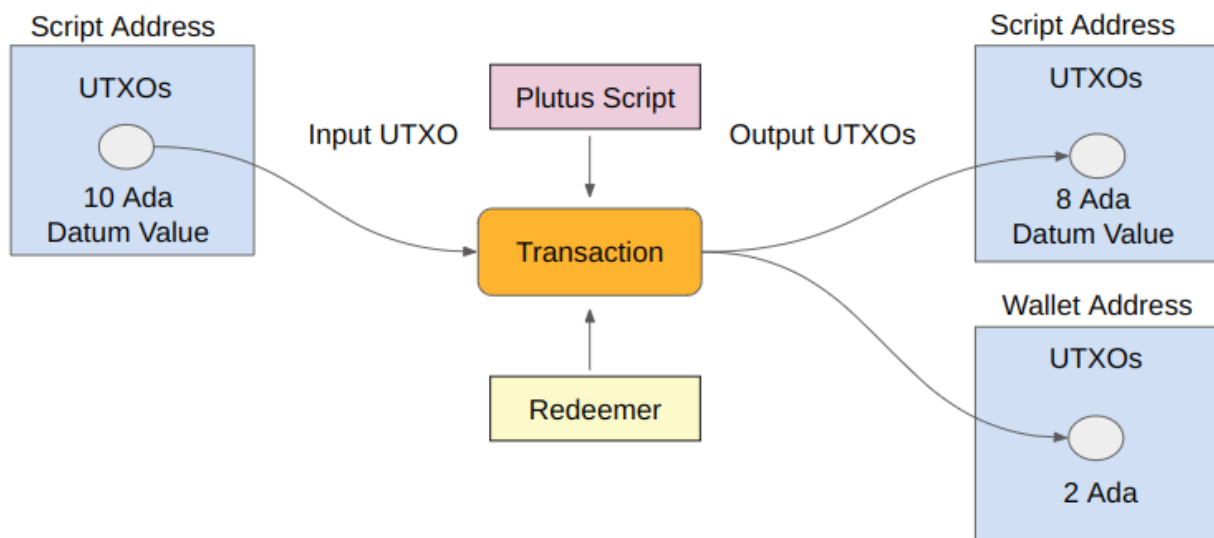 Script Address
UTXOs
10 Ada
Datum Value
Input UTXO
Plutus Script
Transaction
Redeemer
Output UTXOs
Script Address
UTXOs
8 Ada
Datum Value
Wallet Address
UTXOs
2 Ada